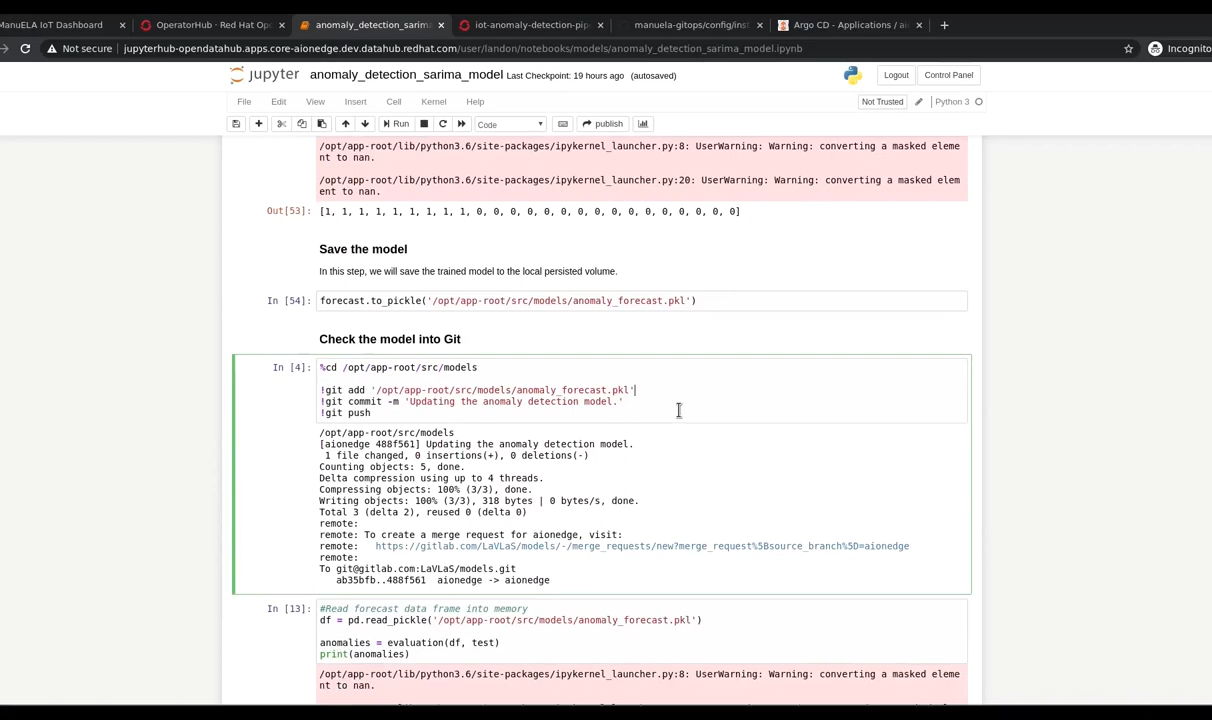 ManuELA IoT Dashboard
OperatorHub · Red Hat Ope
anomaly_detection_sarima_
iot-anomaly-detection-pip
manuela-gitops/config/inst
Argo CD - Applications / ai
Not secure
jupyterhub-opendatahub.apps.core-aionedge.dev.datahub.redhat.com/user/landon/notebooks/models/anomaly_detection_sarima_model.ipynb
Incognito
jupyter
anomaly_detection_sarima_model Last Checkpoint: 19 hours ago (autosaved)
Logout
Control Panel
File Edit View Insert Cell Kernel Help
Not Trusted
Python 3
Run
Code
publish
/opt/app-root/lib/python3.6/site-packages/ipykernel_launcher.py:8: UserWarning: Warning: converting a masked eleme
nt to nan.
/opt/app-root/lib/python3.6/site-packages/ipykernel_launcher.py:20: UserWarning: Warning: converting a masked elem
ent to nan.
Out[53]: [1, 1, 1, 1, 1, 1, 1, 1, 1, 0, 0, 0, 0, 0, 0, 0, 0, 0, 0, 0, 0, 0, 0, 0, 0]
Save the model
In this step, we will save the trained model to the local persisted volume.
In [54]: forecast.to_pickle('/opt/app-root/src/models/anomaly_forecast.pkl')
Check the model into Git
In [4]: %cd /opt/app-root/src/models
!git add '/opt/app-root/src/models/anomaly_forecast.pkl'
!git commit -m 'Updating the anomaly detection model.'
!git push
/opt/app-root/src/models
[aionedge 488f561] Updating the anomaly detection model.
1 file changed, 0 insertions(+), 0 deletions(-)
Counting objects: 5, done.
Delta compression using up to 4 threads.
Compressing objects: 100% (3/3), done.
Writing objects: 100% (3/3), 318 bytes | 0 bytes/s, done.
Total 3 (delta 2), reused 0 (delta 0)
remote:
remote: To create a merge request for aionedge, visit:
remote:   https://gitlab.com/LaVLaS/models/-/merge_requests/new?merge_request%5Bsource_branch%5D=aionedge
remote:
To git@gitlab.com:LaVLaS/models.git
ab35bfb..488f561  aionedge -> aionedge
In [13]: #Read forecast data frame into memory
df = pd.read_pickle('/opt/app-root/src/models/anomaly_forecast.pkl')
anomalies = evaluation(df, test)
print(anomalies)
/opt/app-root/lib/python3.6/site-packages/ipykernel_launcher.py:8: UserWarning: Warning: converting a masked eleme
nt to nan.